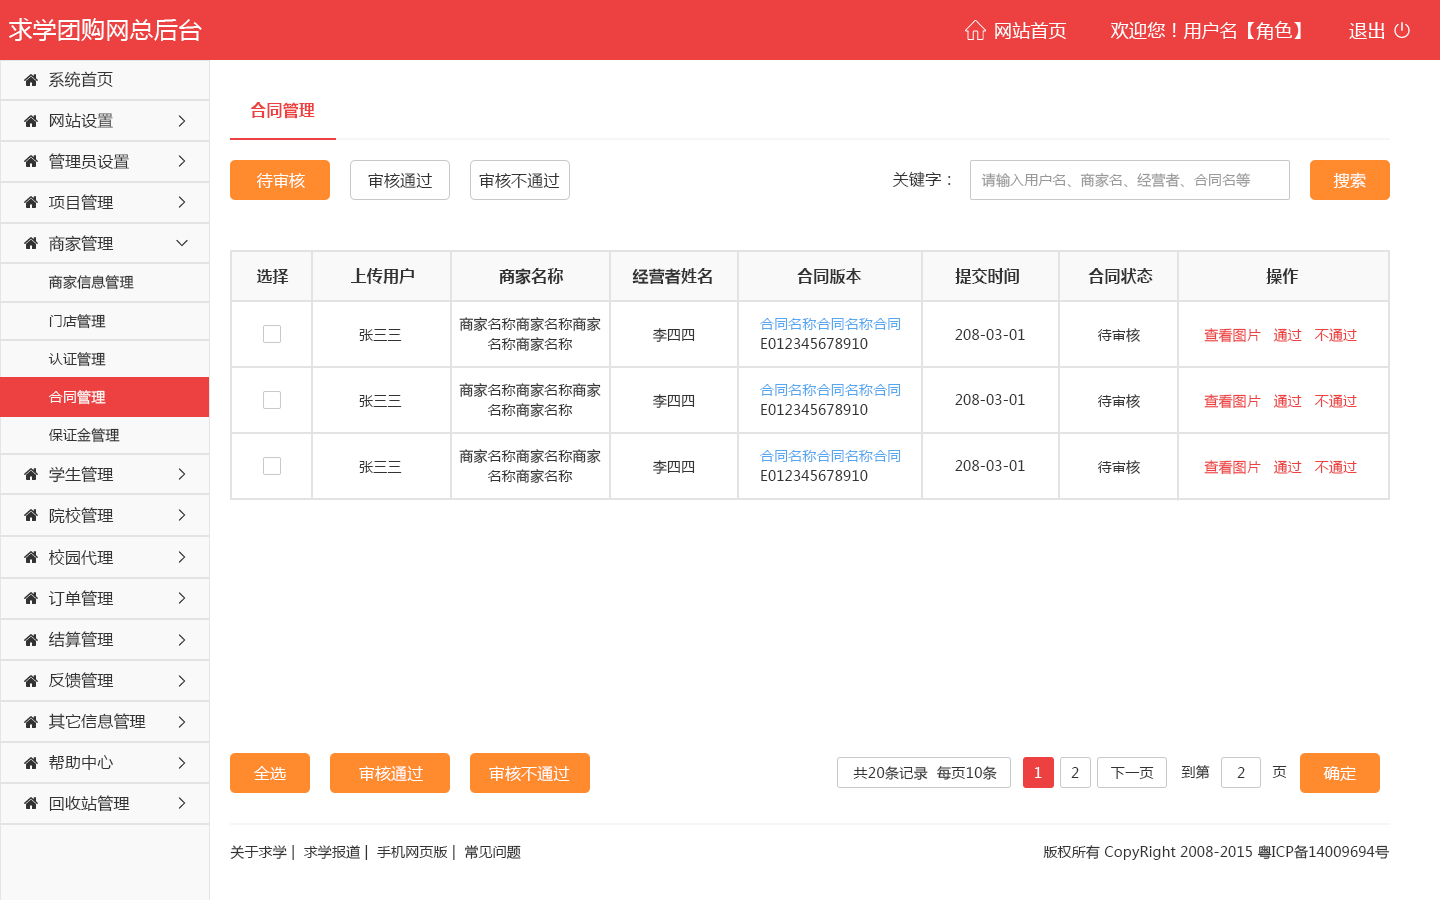 求学团购网总后台
网站首页
欢迎您！用户名【角色】
退出
系统首页
网站设置
管理员设置
项目管理
商家管理
商家信息管理
门店管理
认证管理
合同管理
保证金管理
学生管理
院校管理
校园代理
订单管理
结算管理
反馈管理
其它信息管理
帮助中心
回收站管理
合同管理
待审核 审核通过 审核不通过
关键字： 请输入用户名、商家名、经营者、合同名等 搜索
选择 上传用户 商家名称 经营者姓名 合同版本 提交时间 合同状态 操作
张三三 商家名称商家名称商家 李四四 合同名称合同名称合同 208-03-01 待审核 查看图片 通过 不通过
名称商家名称 E012345678910
张三三 商家名称商家名称商家 李四四 合同名称合同名称合同 208-03-01 待审核 查看图片 通过 不通过
名称商家名称 E012345678910
张三三 商家名称商家名称商家 李四四 合同名称合同名称合同 208-03-01 待审核 查看图片 通过 不通过
名称商家名称 E012345678910
全选 审核通过 审核不通过
共20条记录 每页10条 1 2 下一页 到第 2 页 确定
关于求学 | 求学报道 | 手机网页版 | 常见问题
版权所有 CopyRight 2008-2015 粤ICP备14009694号